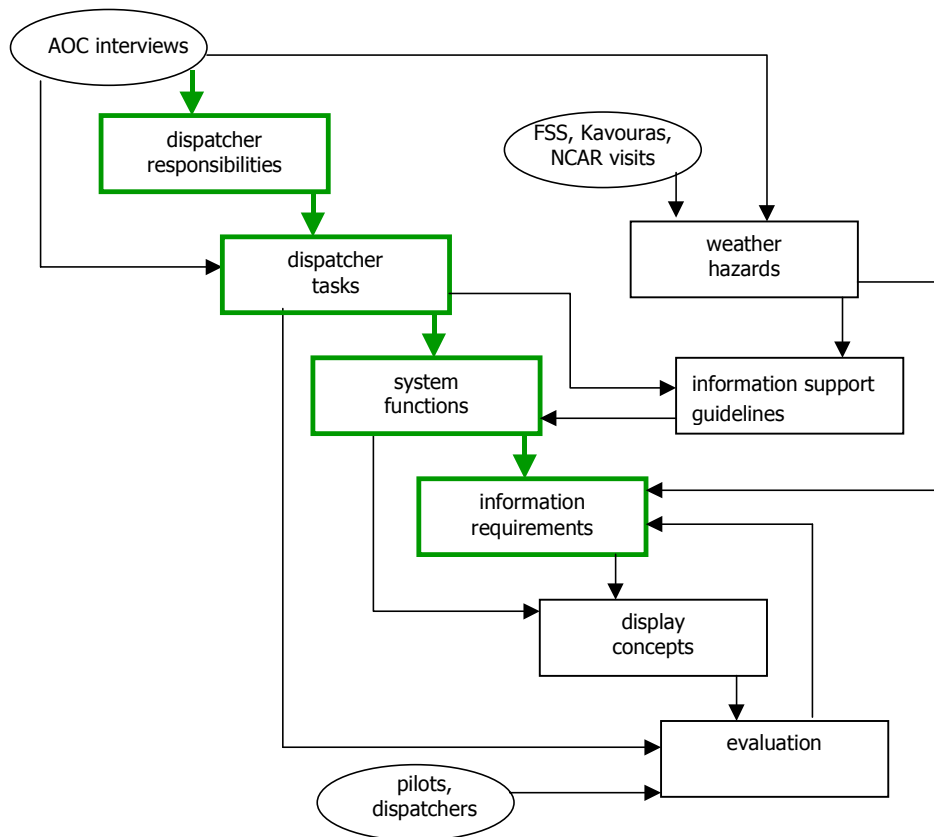 AOC interviews
dispatcher
responsibilities
FSS, Kavouras,
NCAR visits
dispatcher
tasks
weather
hazards
system
functions
information support
guidelines
information
requirements
display
concepts
evaluation
pilots,
dispatchers